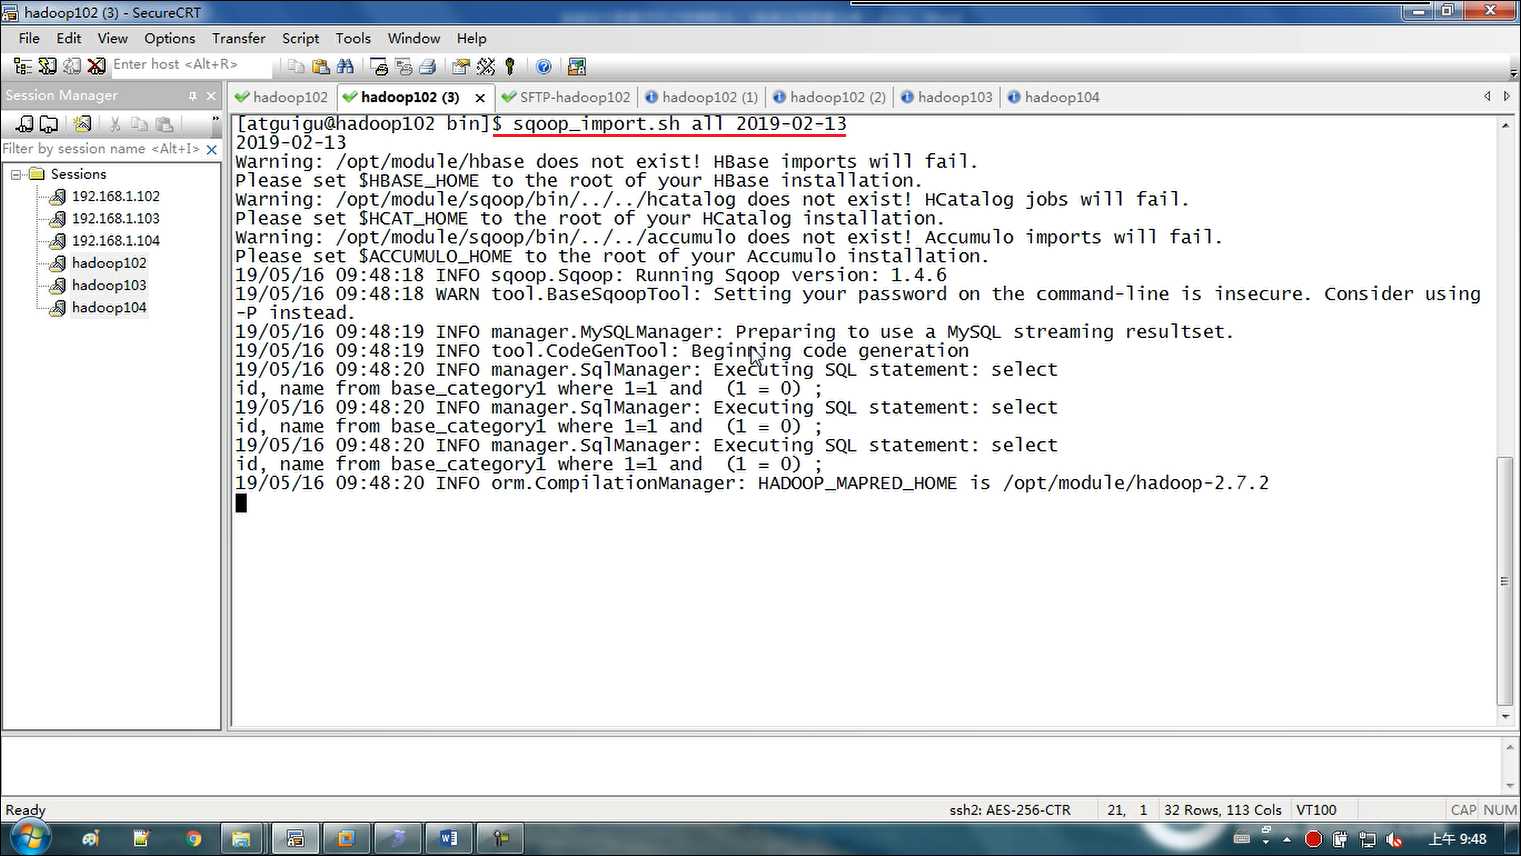 hadoop102 (3) - SecureCRT
File Edit View Options Transfer Script Tools Window Help
Enter host <Alt+R>
Session Manager
hadoop102
hadoop102 (3)
SFTP-hadoop102
hadoop102 (1)
hadoop102 (2)
hadoop103
hadoop104
Filter by session name <Alt+I>
Sessions
192.168.1.102
192.168.1.103
192.168.1.104
hadoop102
hadoop103
hadoop104
[atguigu@hadoop102 bin]$ sqoop_import.sh all 2019-02-13
2019-02-13
Warning: /opt/module/hbase does not exist! HBase imports will fail.
Please set $HBASE_HOME to the root of your HBase installation.
Warning: /opt/module/sqoop/bin/../../hcatalog does not exist! HCatalog jobs will fail.
Please set $HCAT_HOME to the root of your HCatalog installation.
Warning: /opt/module/sqoop/bin/../../accumulo does not exist! Accumulo imports will fail.
Please set $ACCUMULO_HOME to the root of your Accumulo installation.
19/05/16 09:48:18 INFO sqoop.Sqoop: Running Sqoop version: 1.4.6
19/05/16 09:48:18 WARN tool.BaseSqoopTool: Setting your password on the command-line is insecure. Consider using
-P instead.
19/05/16 09:48:19 INFO manager.MySQLManager: Preparing to use a MySQL streaming resultset.
19/05/16 09:48:19 INFO tool.CodeGenTool: Beginning code generation
19/05/16 09:48:20 INFO manager.SqlManager: Executing SQL statement: select
id, name from base_category1 where 1=1 and  (1 = 0) ;
19/05/16 09:48:20 INFO manager.SqlManager: Executing SQL statement: select
id, name from base_category1 where 1=1 and  (1 = 0) ;
19/05/16 09:48:20 INFO manager.SqlManager: Executing SQL statement: select
id, name from base_category1 where 1=1 and  (1 = 0) ;
19/05/16 09:48:20 INFO orm.CompilationManager: HADOOP_MAPRED_HOME is /opt/module/hadoop-2.7.2
Ready
ssh2: AES-256-CTR
21, 1
32 Rows, 113 Cols
VT100
CAP NUM
上午 9:48